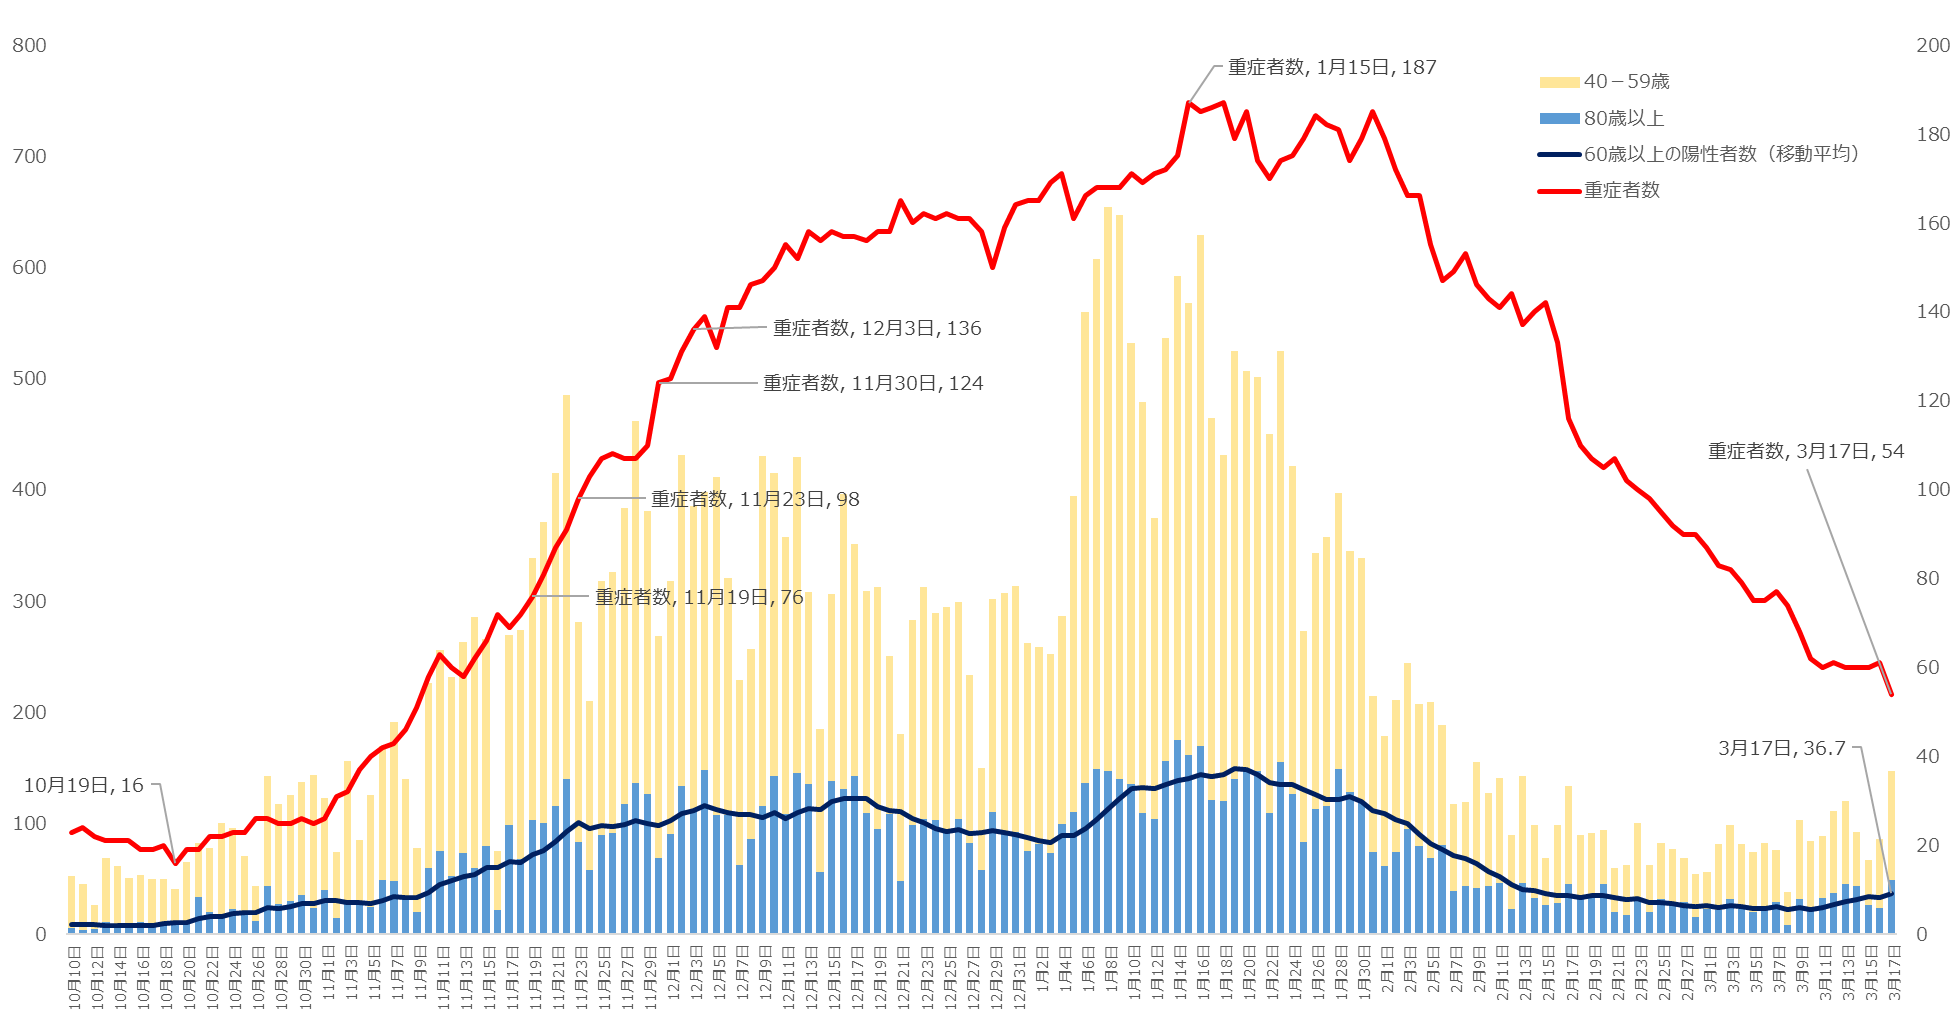 800
700
600
500
400
300
200
100
0
200
180
160
140
120
100
80
60
40
20
0
40－59歳
80歳以上
60歳以上の陽性者数（移動平均）
重症者数
重症者数, 1月15日, 187
重症者数, 12月3日, 136
重症者数, 11月30日, 124
重症者数, 11月23日, 98
重症者数, 11月19日, 76
重症者数, 3月17日, 54
10月19日, 16
3月17日, 36.7
10月10日
10月12日
10月14日
10月16日
10月18日
10月20日
10月22日
10月24日
10月26日
10月28日
10月30日
11月1日
11月3日
11月5日
11月7日
11月9日
11月11日
11月13日
11月15日
11月17日
11月19日
11月21日
11月23日
11月25日
11月27日
11月29日
12月1日
12月3日
12月5日
12月7日
12月9日
12月11日
12月13日
12月15日
12月17日
12月19日
12月21日
12月23日
12月25日
12月27日
12月29日
12月31日
1月2日
1月4日
1月6日
1月8日
1月10日
1月12日
1月14日
1月16日
1月18日
1月20日
1月22日
1月24日
1月26日
1月28日
1月30日
2月1日
2月3日
2月5日
2月7日
2月9日
2月11日
2月13日
2月15日
2月17日
2月19日
2月21日
2月23日
2月25日
2月27日
3月1日
3月3日
3月5日
3月7日
3月9日
3月11日
3月13日
3月15日
3月17日